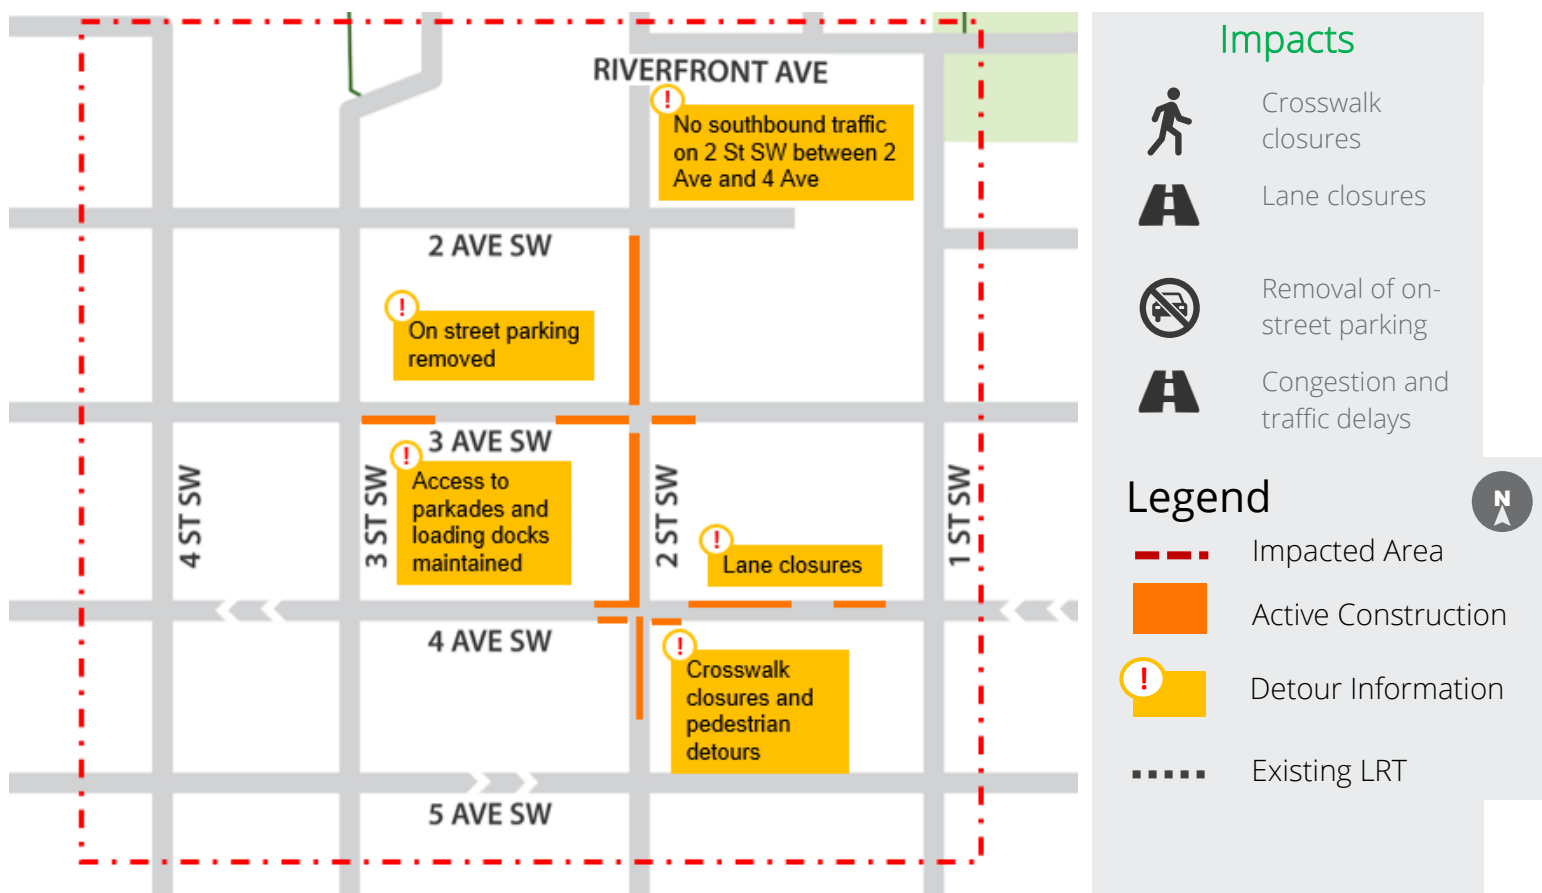 RIVERFRONT AVE
!
No southbound traffic
on 2 St SW between 2
Ave and 4 Ave
2 AVE SW
!
On street parking
removed
3 AVE SW
!
Access to
parkades and
loading docks
maintained
4 ST SW
3 ST SW
2 ST SW
1 ST SW
!
Lane closures
4 AVE SW
!
Crosswalk
closures and
pedestrian
detours
5 AVE SW
Impacts
Crosswalk
closures
Lane closures
Removal of on-
street parking
Congestion and
traffic delays
Legend
N
Impacted Area
Active Construction
!
Detour Information
Existing LRT